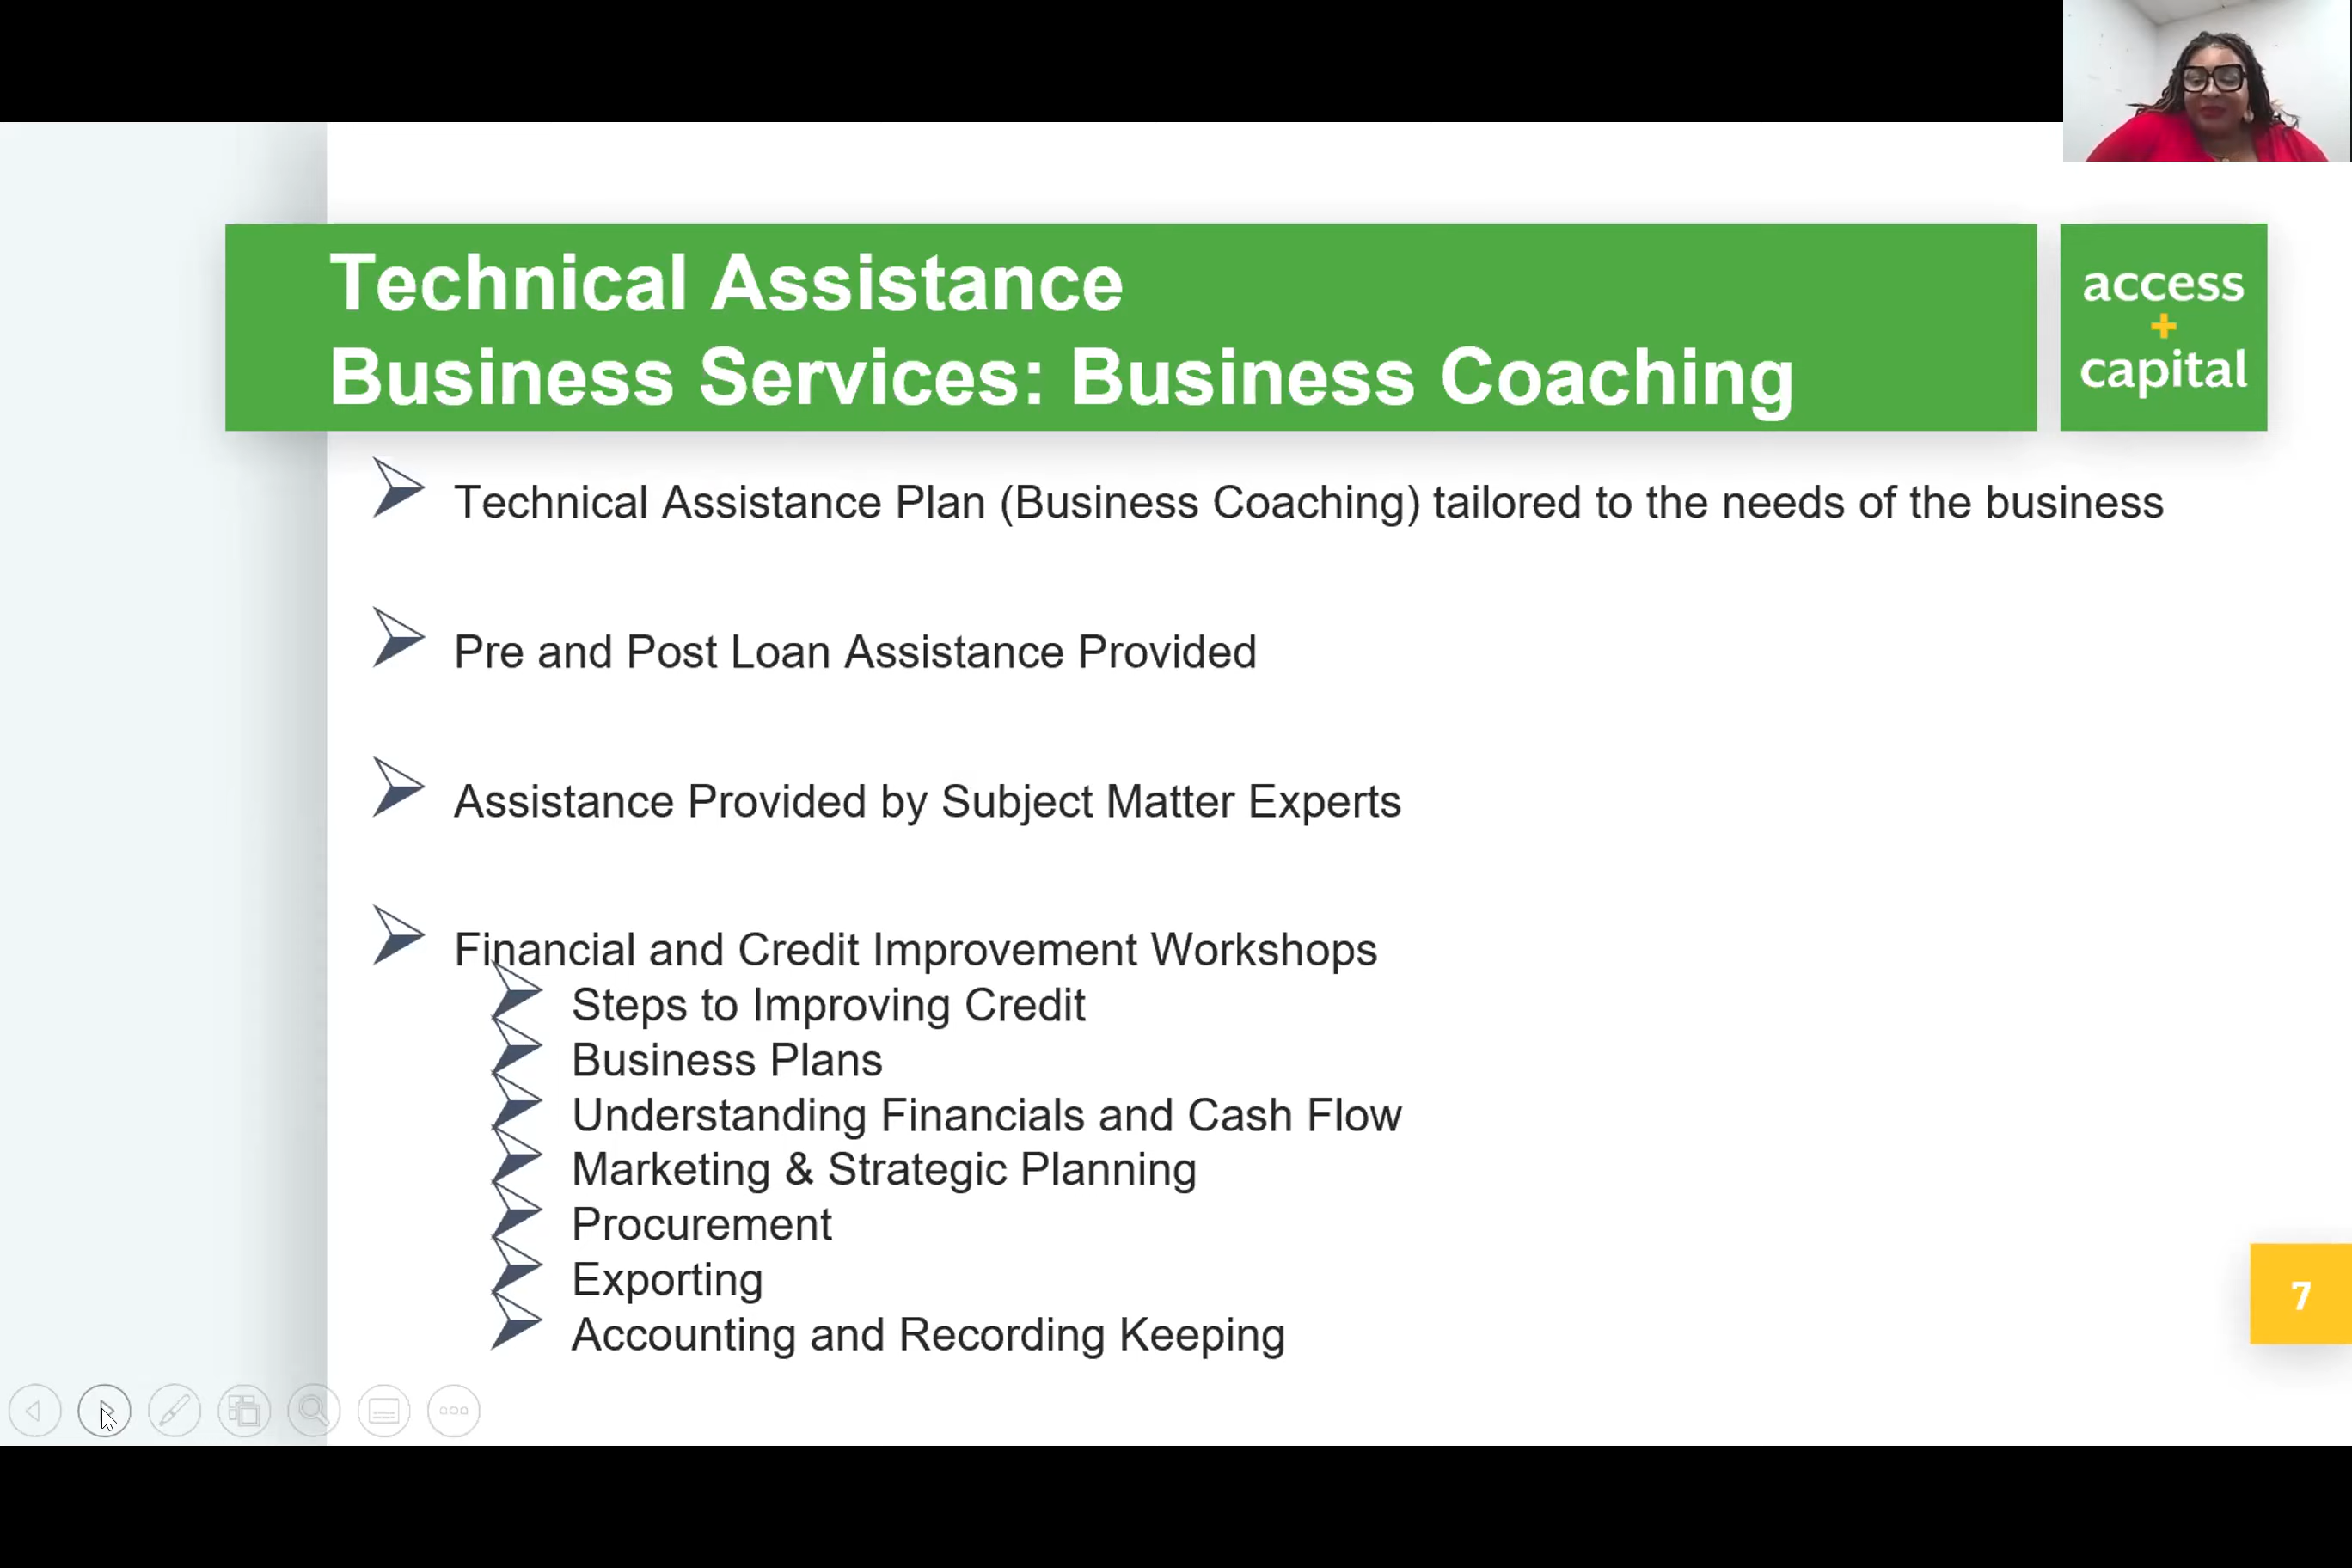 Technical Assistance
Business Services: Business Coaching
access
+
capital
Technical Assistance Plan (Business Coaching) tailored to the needs of the business
Pre and Post Loan Assistance Provided
Assistance Provided by Subject Matter Experts
Financial and Credit Improvement Workshops
Steps to Improving Credit
Business Plans
Understanding Financials and Cash Flow
Marketing & Strategic Planning
Procurement
Exporting
Accounting and Recording Keeping
7